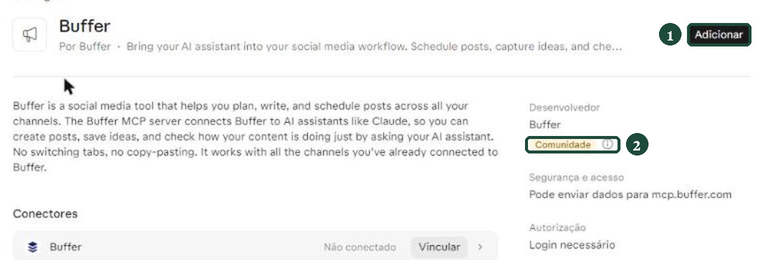 Buffer
Por Buffer · Bring your AI assistant into your social media workflow. Schedule posts, capture ideas, and che...
1
Adicionar
Buffer is a social media tool that helps you plan, write, and schedule posts across all your
channels. The Buffer MCP server connects Buffer to AI assistants like Claude, so you can
create posts, save ideas, and check how your content is doing just by asking your AI assistant.
No switching tabs, no copy-pasting. It works with all the channels you've already connected to
Buffer.
Conectores
Buffer
Não conectado
Vincular
Desenvolvedor
Buffer
Comunidade
2
Segurança e acesso
Pode enviar dados para mcp.buffer.com
Autorização
Login necessário